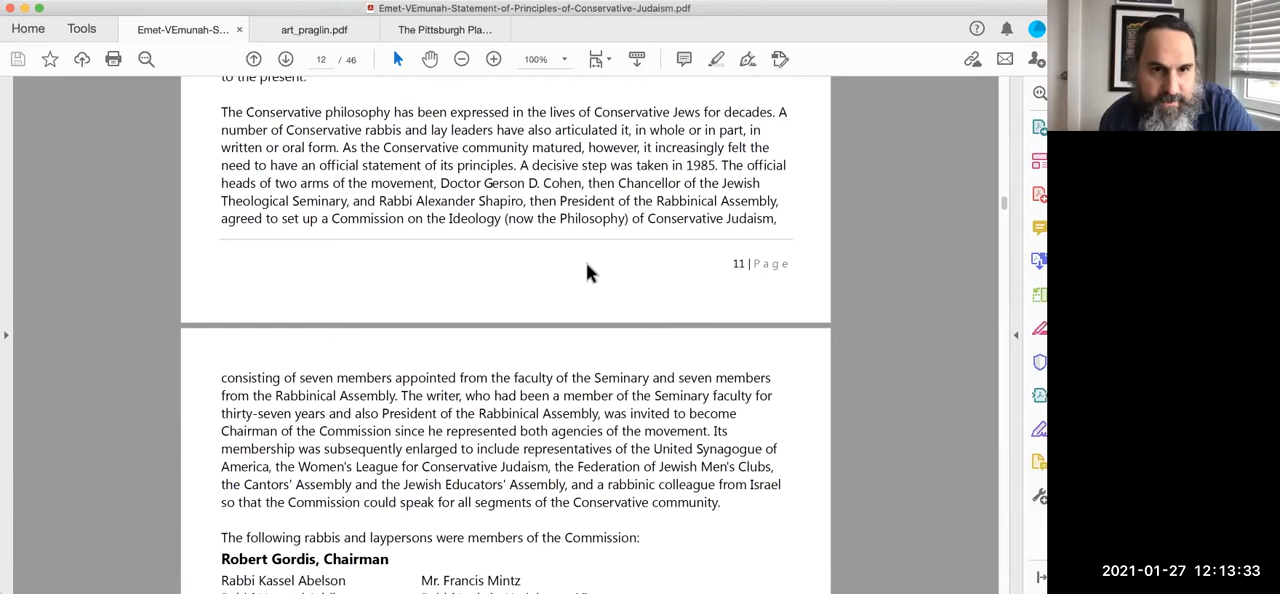 Emet-VEmunah-Statement-of-Principles-of-Conservative-Judaism.pdf
Home Tools Emet-VEmunah-S... × art_praglin.pdf The Pittsburgh Pla...
12 / 46 100%
to the present.
The Conservative philosophy has been expressed in the lives of Conservative Jews for decades. A
number of Conservative rabbis and lay leaders have also articulated it, in whole or in part, in
written or oral form. As the Conservative community matured, however, it increasingly felt the
need to have an official statement of its principles. A decisive step was taken in 1985. The official
heads of two arms of the movement, Doctor Gerson D. Cohen, then Chancellor of the Jewish
Theological Seminary, and Rabbi Alexander Shapiro, then President of the Rabbinical Assembly,
agreed to set up a Commission on the Ideology (now the Philosophy) of Conservative Judaism,
11 | Page
consisting of seven members appointed from the faculty of the Seminary and seven members
from the Rabbinical Assembly. The writer, who had been a member of the Seminary faculty for
thirty-seven years and also President of the Rabbinical Assembly, was invited to become
Chairman of the Commission since he represented both agencies of the movement. Its
membership was subsequently enlarged to include representatives of the United Synagogue of
America, the Women's League for Conservative Judaism, the Federation of Jewish Men's Clubs,
the Cantors' Assembly and the Jewish Educators' Assembly, and a rabbinic colleague from Israel
so that the Commission could speak for all segments of the Conservative community.
The following rabbis and laypersons were members of the Commission:
Robert Gordis, Chairman
Rabbi Kassel Abelson Mr. Francis Mintz
2021-01-27 12:13:33